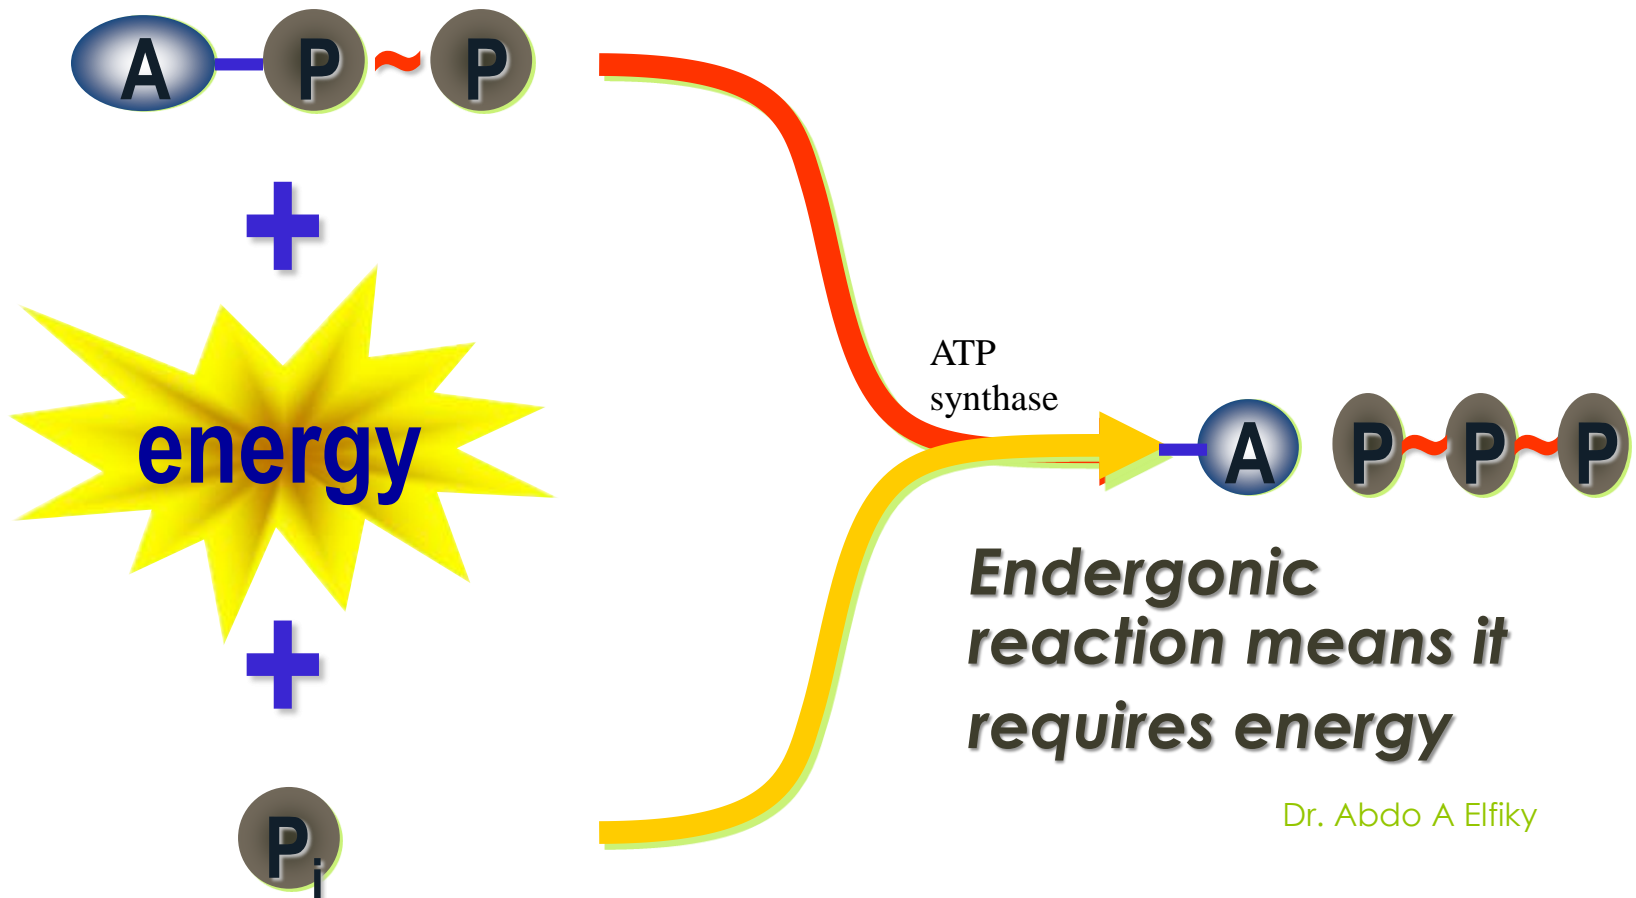 A P ~ P
+
energy
+
Pi
ATP
synthase
A P~P~P
Endergonic
reaction means it
requires energy
Dr. Abdo A Elfiky